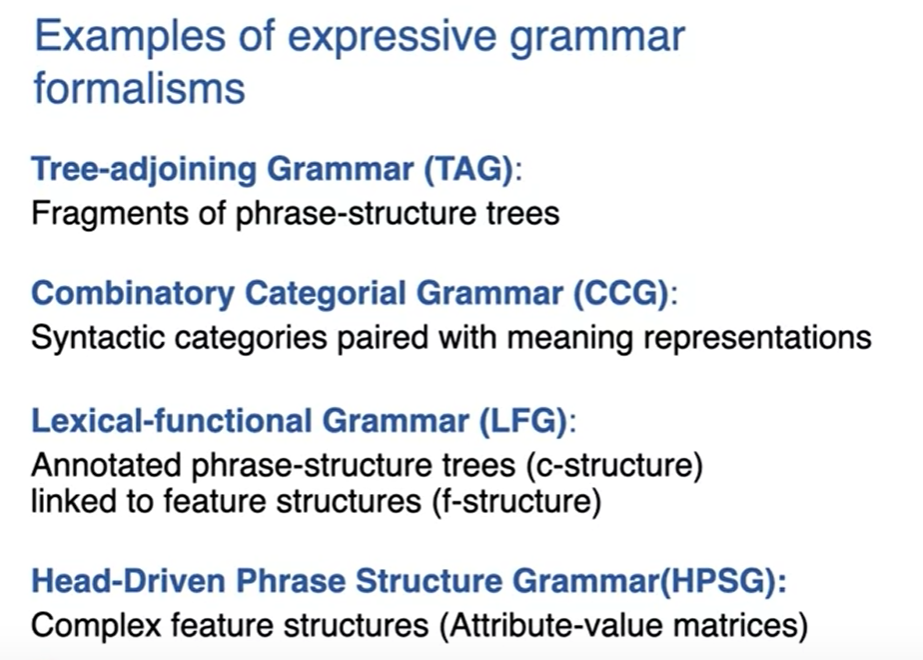 Examples of expressive grammar
formalisms
Tree-adjoining Grammar (TAG):
Fragments of phrase-structure trees
Combinatory Categorial Grammar (CCG):
Syntactic categories paired with meaning representations
Lexical-functional Grammar (LFG):
Annotated phrase-structure trees (c-structure)
linked to feature structures (f-structure)
Head-Driven Phrase Structure Grammar(HPSG):
Complex feature structures (Attribute-value matrices)